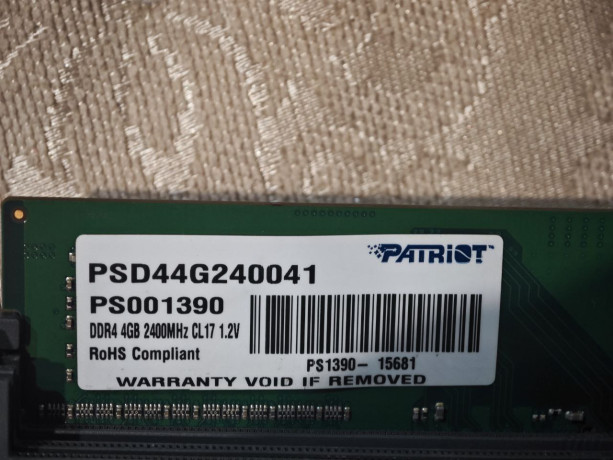 PATRIOT
PSD44G240041
PS001390
DDR4 4GB 2400MHz CL17 1.2V
RoHS Compliant
PS1390- 15681
WARRANTY VOID IF REMOVED